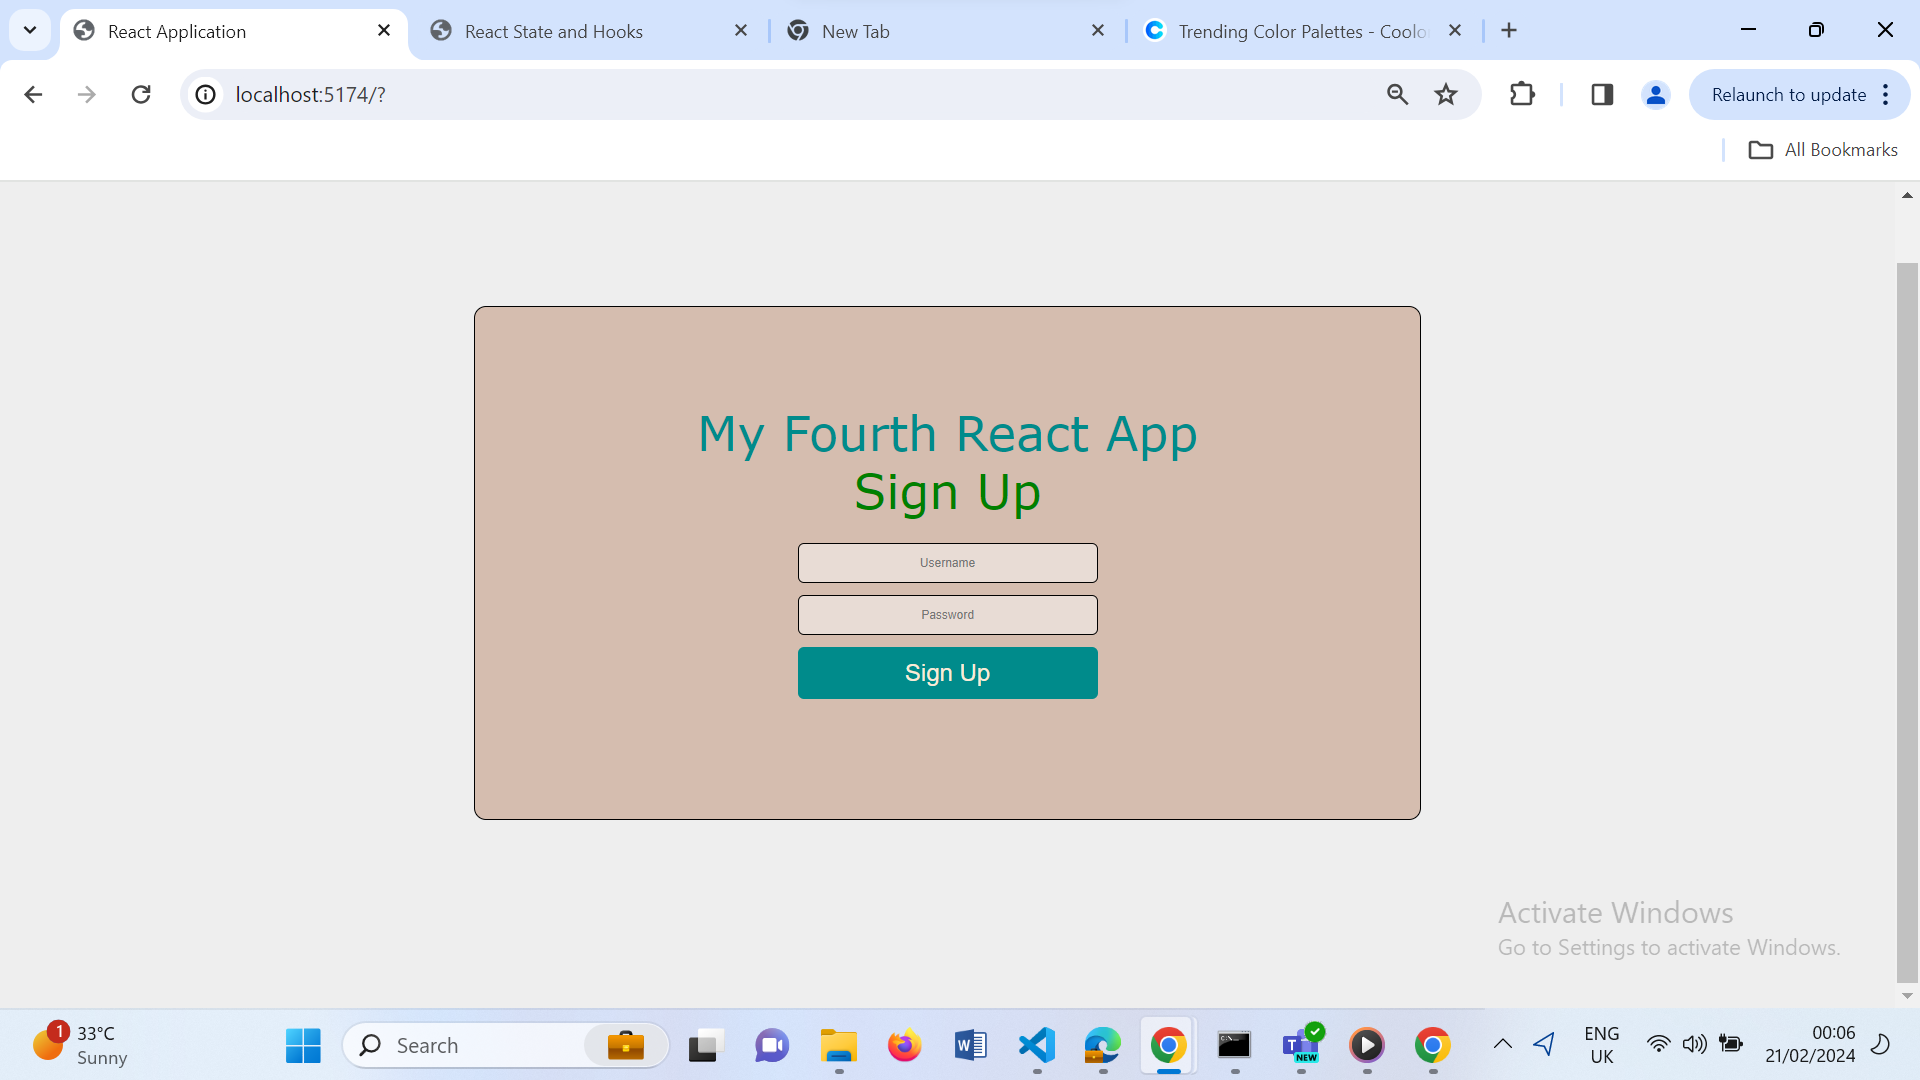 React Application
React State and Hooks
New Tab
Trending Color Palettes - Coolo
localhost:5174/?
Relaunch to update
All Bookmarks
My Fourth React App
Sign Up
Username
Password
Sign Up
Activate Windows
Go to Settings to activate Windows.
1
33°C
Sunny
Search
NEW
ENG
UK
00:06
21/02/2024